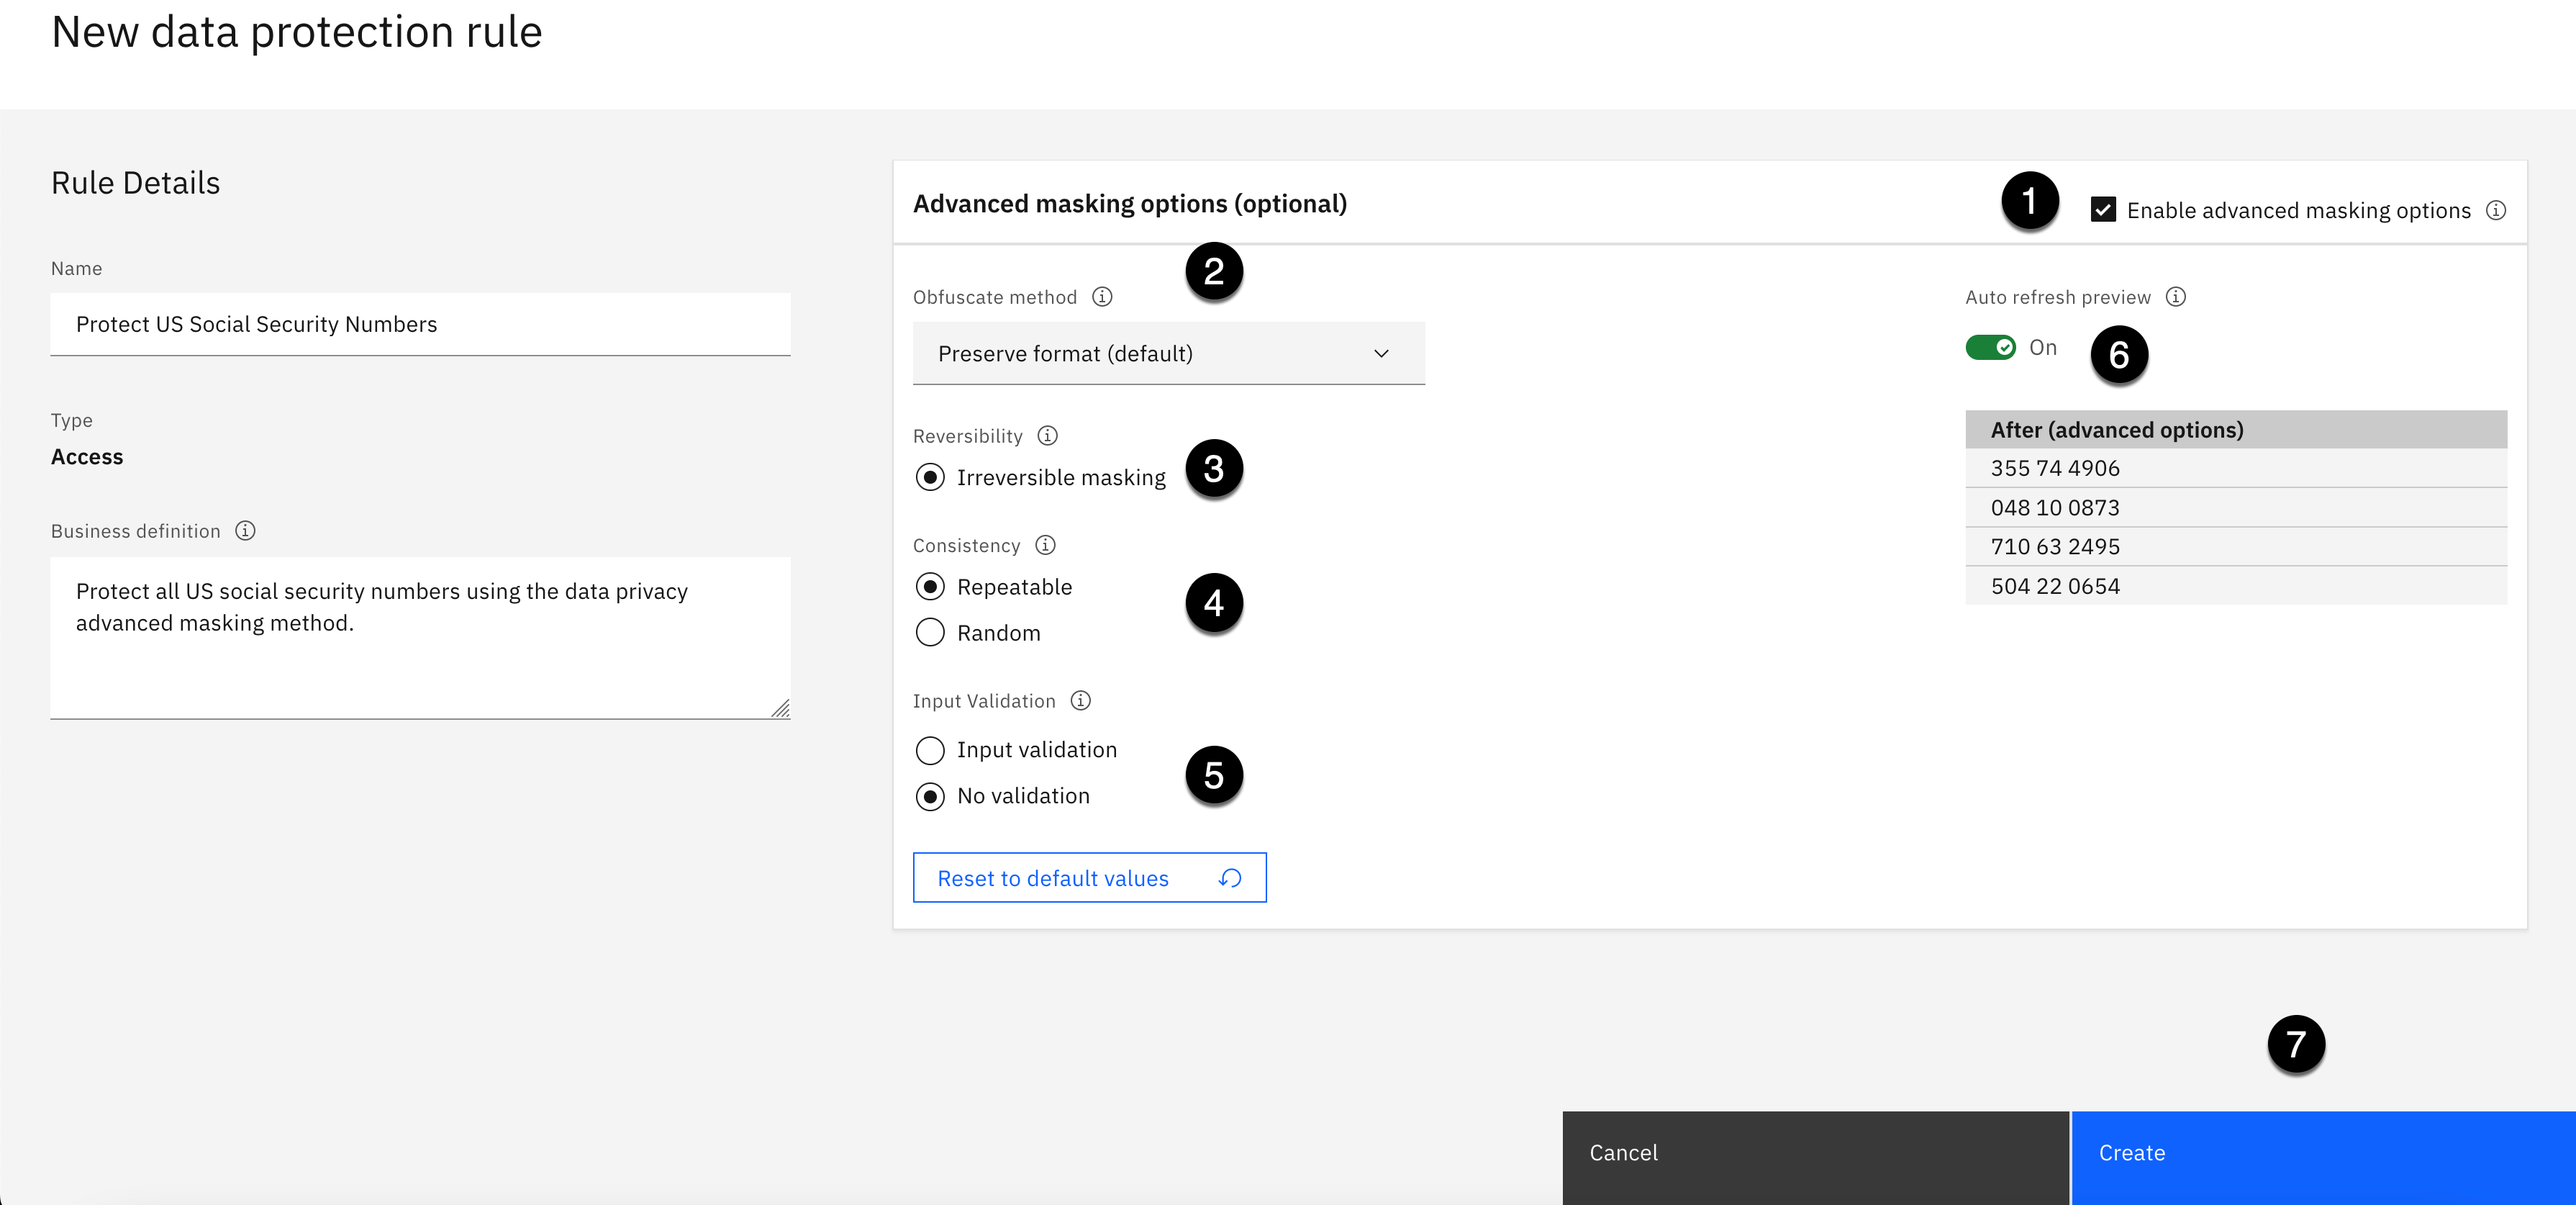 New data protection rule
Rule Details
Name
Protect US Social Security Numbers
Type
Access
Business definition
Protect all US social security numbers using the data privacy
advanced masking method.
Advanced masking options (optional)
1
Enable advanced masking options
2
Obfuscate method
Preserve format (default)
Reversibility
Irreversible masking
3
Consistency
Repeatable
Random
4
Input Validation
Input validation
No validation
5
Reset to default values
Auto refresh preview
On
6
After (advanced options)
355 74 4906
048 10 0873
710 63 2495
504 22 0654
7
Cancel
Create